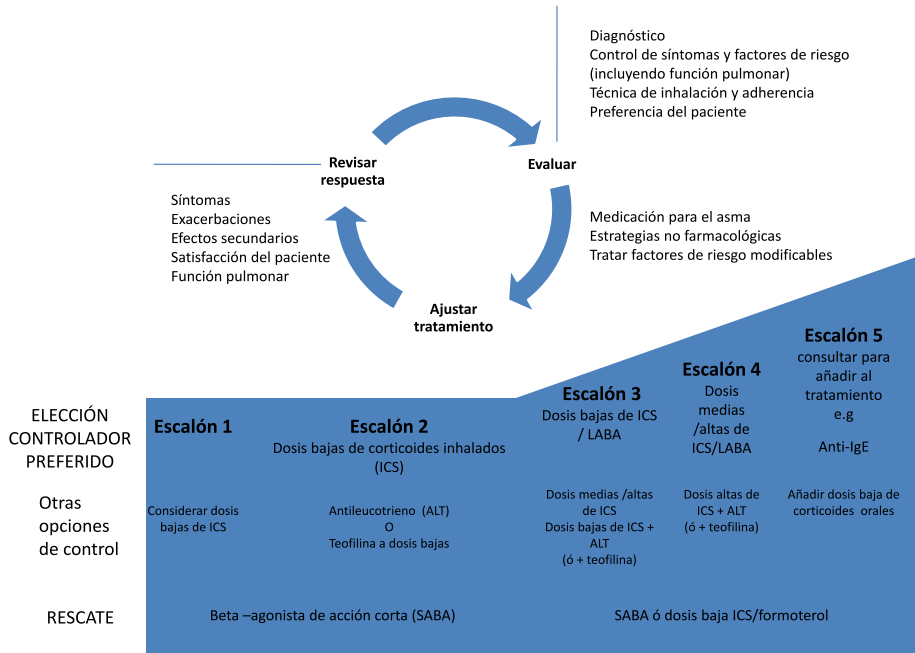 Diagnóstico
Control de síntomas y factores de riesgo
(incluyendo función pulmonar)
Técnica de inhalación y adherencia
Preferencia del paciente
Revisar
respuesta
Evaluar
Síntomas
Exacerbaciones
Efectos secundarios
Satisfacción del paciente
Función pulmonar
Medicación para el asma
Estrategias no farmacológicas
Tratar factores de riesgo modificables
Ajustar
tratamiento
ELECCIÓN
CONTROLADOR
PREFERIDO
Escalón 1
Escalón 2
Dosis bajas de corticoides inhalados
(ICS)
Escalón 3
Dosis bajas de ICS
/ LABA
Escalón 4
Dosis
medias
/altas de
ICS/LABA
Escalón 5
consultar para
añadir al
tratamiento
e.g
Anti-IgE
Otras
opciones
de control
Considerar dosis
bajas de ICS
Antileucotrieno (ALT)
O
Teofilina a dosis bajas
Dosis medias /altas
de ICS
Dosis bajas de ICS +
ALT
(ó + teofilina)
Dosis altas de
ICS + ALT
(ó + teofilina)
Añadir dosis baja de
corticoides orales
RESCATE
Beta –agonista de acción corta (SABA)
SABA ó dosis baja ICS/formoterol